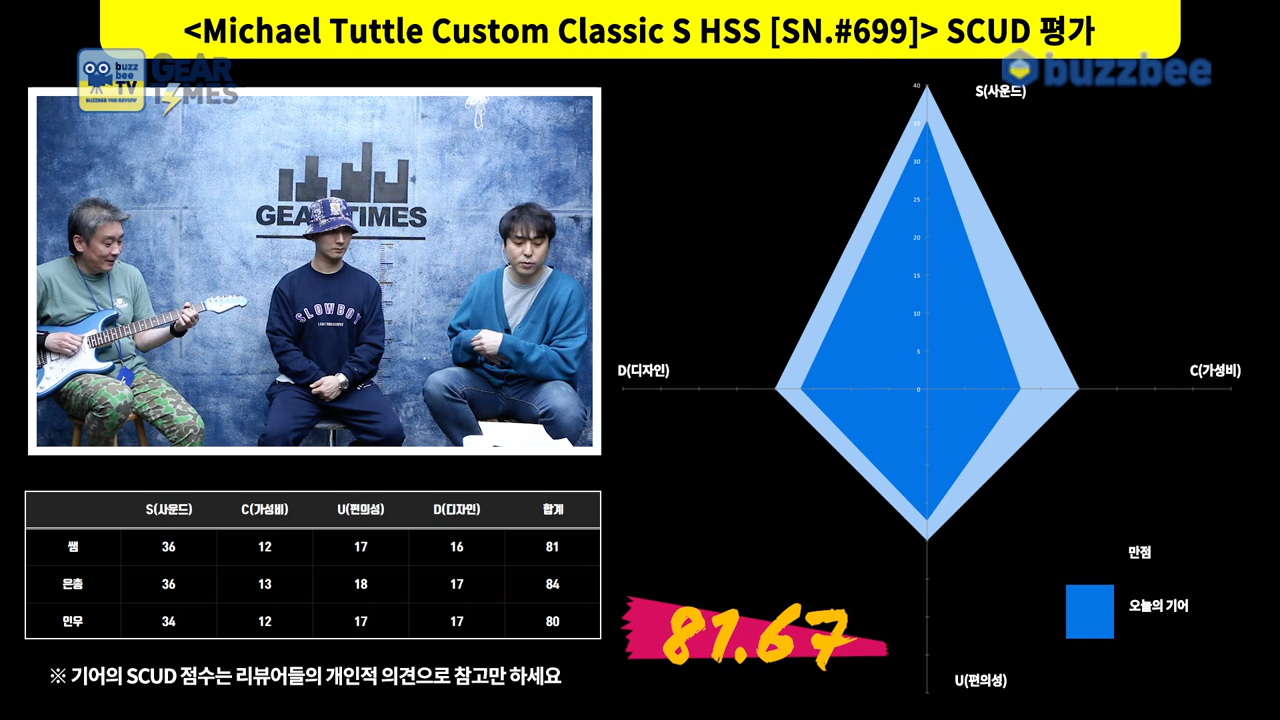 <Michael Tuttle Custom Classic S HSS [SN.#699]> SCUD 평가
buzz
bee
TV
BUZZBEE VOD REVIEW
GEAR
TIMES
buzzbee
GEAR TIMES
SLOWBOY
S(사운드)
40
35
30
25
20
15
10
5
0
D(디자인)
C(가성비)
U(편의성)
만점
오늘의 기어
S(사운드) C(가성비) U(편의성) D(디자인) 합계
쌤 36 12 17 16 81
은총 36 13 18 17 84
민우 34 12 17 17 80
81.67
※ 기어의 SCUD 점수는 리뷰어들의 개인적 의견으로 참고만 하세요